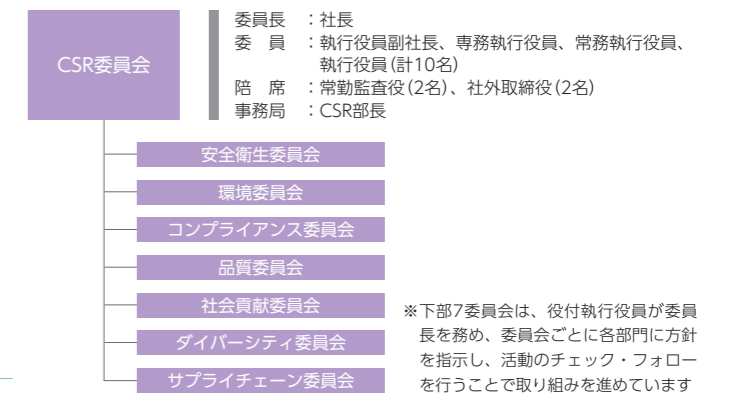 CSR委員会
委員長　：社長
委　員　：執行役員副社長、専務執行役員、常務執行役員、
執行役員(計10名)
陪　席　：常勤監査役(2名)、社外取締役(2名)
事務局　：CSR部長
安全衛生委員会
環境委員会
コンプライアンス委員会
品質委員会
社会貢献委員会
ダイバーシティ委員会
サプライチェーン委員会
※下部7委員会は、役付執行役員が委員
長を務め、委員会ごとに各部門に方針
を指示し、活動のチェック・フォロー
を行うことで取り組みを進めています